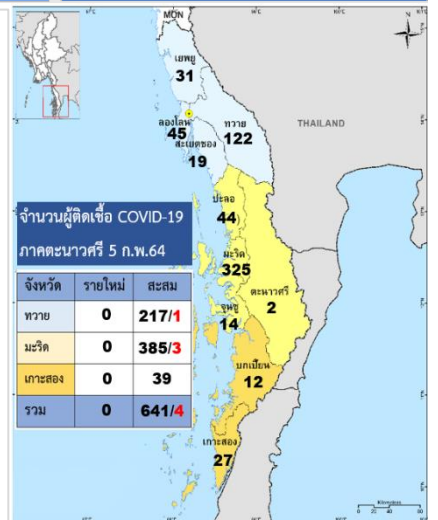 MON
เยพยู
31
ลองโลน
45
ทวาย
122
สะเยดชอง
19
THAILAND
ปะลอ
44
มะริด
325
ตะนาวศรี
2
จุนซู
14
บกเปี้ยน
12
เกาะสอง
27
จำนวนผู้ติดเชื้อ COVID-19
ภาคตะนาวศรี 5 ก.พ.64
จังหวัด รายใหม่ สะสม
ทวาย 0 217/1
มะริด 0 385/3
เกาะสอง 0 39
รวม 0 641/4